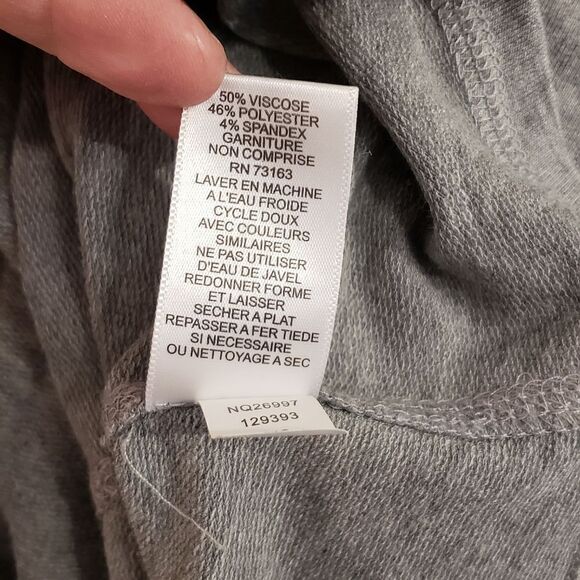 50% VISCOSE
46% POLYESTER
4% SPANDEX
GARNITURE
NON COMPRISE
RN 73163
LAVER EN MACHINE
A L'EAU FROIDE
CYCLE DOUX
AVEC COULEURS
SIMILAIRES
NE PAS UTILISER
D'EAU DE JAVEL
REDONNER FORME
ET LAISSER
SECHER A PLAT
REPASSER A FER TIEDE
SI NECESSAIRE
OU NETTOYAGE A SEC
NQ26997
129393